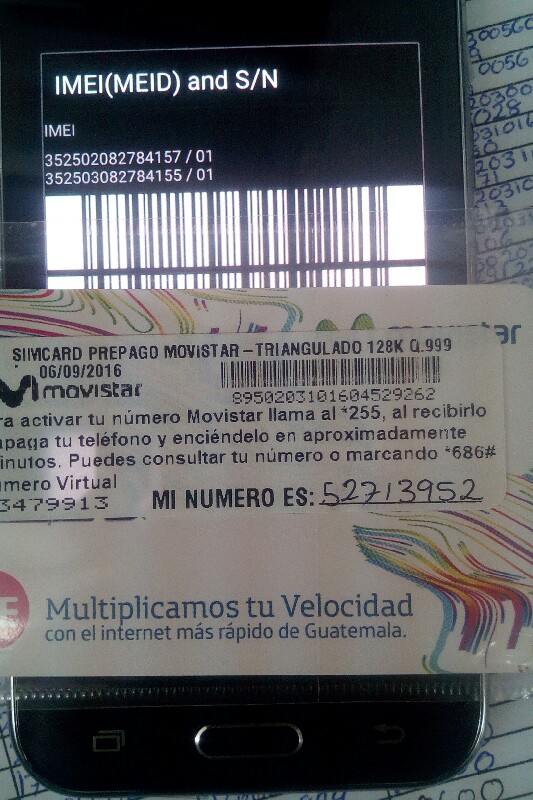 IMEI(MEID) and S/N
IMEI
352502082784157 / 01
352503082784155 / 01
SIMCARD PREPAGO MOVISTAR - TRIANGULADO 128K Q.999
06/09/2016
movistar
8950203101604529262
ra activar tu número Movistar llama al *255, al recibirlo
apaga tu teléfono y enciéndelo en aproximadamente
inutos. Puedes consultar tu número o marcando *686#
úmero Virtual
3479913
MI NUMERO ES: 52713952
Multiplicamos tu Velocidad
con el internet más rápido de Guatemala.